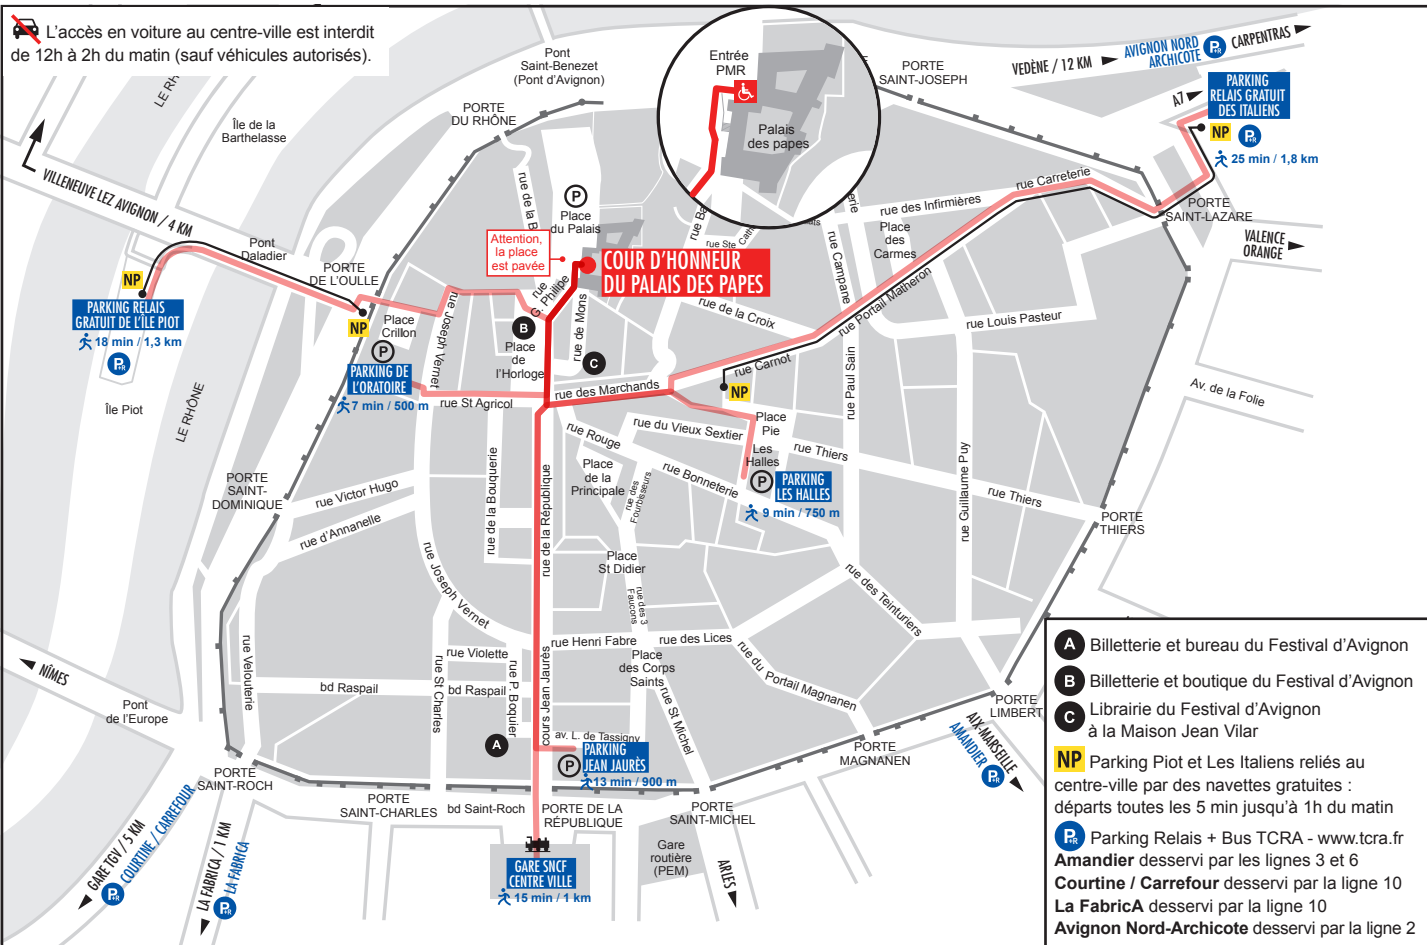 L'accès en voiture au centre-ville est interdit
de 12h à 2h du matin (sauf véhicules autorisés).
LE RH
Île de la
Barthelasse
Pont
Saint-Benezet
(Pont d'Avignon)
PORTE
DU RHÔNE
Entrée
PMR
Palais
des papes
PORTE
SAINT-JOSEPH
VEDÈNE / 12 KM
AVIGNON NORD
ARCHICOTE
P+R
CARPENTRAS
A7
PARKING
RELAIS GRATUIT
DES ITALIENS
NP
P+R
25 min / 1,8 km
PORTE
SAINT-LAZARE
VALENCE
ORANGE
VILLENEUVE LEZ AVIGNON / 4 KM
Pont
Daladier
PORTE
DE L'OULLE
NP
PARKING RELAIS
GRATUIT DE L'ÎLE PIOT
18 min / 1,3 km
P+R
Île Piot
LE RHÔNE
NP
Place
Crillon
P
PARKING DE
L'ORATOIRE
7 min / 500 m
rue Joseph Vernet
rue St Agricol
rue de la B
P
Place
du Palais
Attention,
la place
est pavée
COUR D'HONNEUR
DU PALAIS DES PAPES
rue
G. Philipe
B
Place
de
l'Horloge
rue de Mons
C
rue des Marchands
rue Ba
rue Ste Cath
ais
erie
rue de la Croix
rue Campane
rue des Infirmières
Place
des
Carmes
rue Carreterie
rue Portail Matheron
rue Louis Pasteur
rue Carnot
NP
rue Paul Sain
Av. de la Folie
rue du Vieux Sextier
Place
Pie
Les
Halles
P
PARKING
LES HALLES
9 min / 750 m
rue Thiers
rue Thiers
rue Guillaume Puy
PORTE
THIERS
rue Rouge
rue Bonneterie
Place
de la
Principale
rue des
Fourbisseurs
rue de la Bouquerie
rue de la République
PORTE
SAINT-
DOMINIQUE
rue Victor Hugo
rue d'Annanelle
rue Joseph Vernet
Place
St Didier
rue des 3
Faucons
rue des Teinturiers
rue Henri Fabre
rue des Lices
rue du Portail Magnanen
Place
des Corps
Saints
rue St Michel
rue Velouterie
rue Violette
bd Raspail
bd Raspail
rue St Charles
rue P. Boquier
cours Jean Jaurès
A
av. L. de Tassigny
P
PARKING
JEAN JAURÈS
13 min / 900 m
NÎMES
Pont
de l'Europe
PORTE
SAINT-ROCH
PORTE
SAINT-CHARLES
bd Saint-Roch
PORTE DE LA
RÉPUBLIQUE
PORTE
SAINT-MICHEL
PORTE
MAGNANEN
PORTE
LIMBERT
AIX-MARSEILLE
AMANDIER
P+R
GARE TGV / 5 KM
COURTINE / CARREFOUR
P+R
LA FABRICA / 1 KM
LA FABRICA
P+R
GARE SNCF
CENTRE VILLE
15 min / 1 km
Gare
routière
(PEM)
ARLES
A Billetterie et bureau du Festival d'Avignon
B Billetterie et boutique du Festival d'Avignon
C Librairie du Festival d'Avignon
à la Maison Jean Vilar
NP Parking Piot et Les Italiens reliés au
centre-ville par des navettes gratuites :
départs toutes les 5 min jusqu'à 1h du matin
P+R Parking Relais + Bus TCRA - www.tcra.fr
Amandier desservi par les lignes 3 et 6
Courtine / Carrefour desservi par la ligne 10
La FabricA desservi par la ligne 10
Avignon Nord-Archicote desservi par la ligne 2